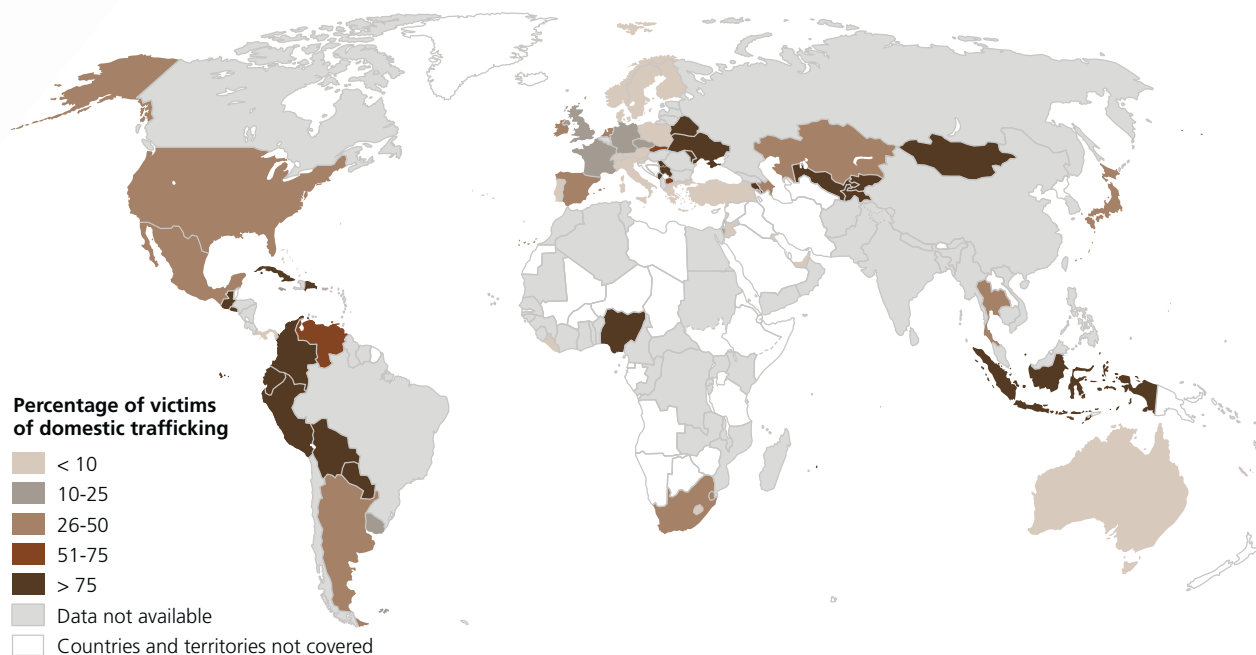 Percentage of victims
of domestic trafficking
< 10
10-25
26-50
51-75
> 75
Data not available
Countries and territories not covered